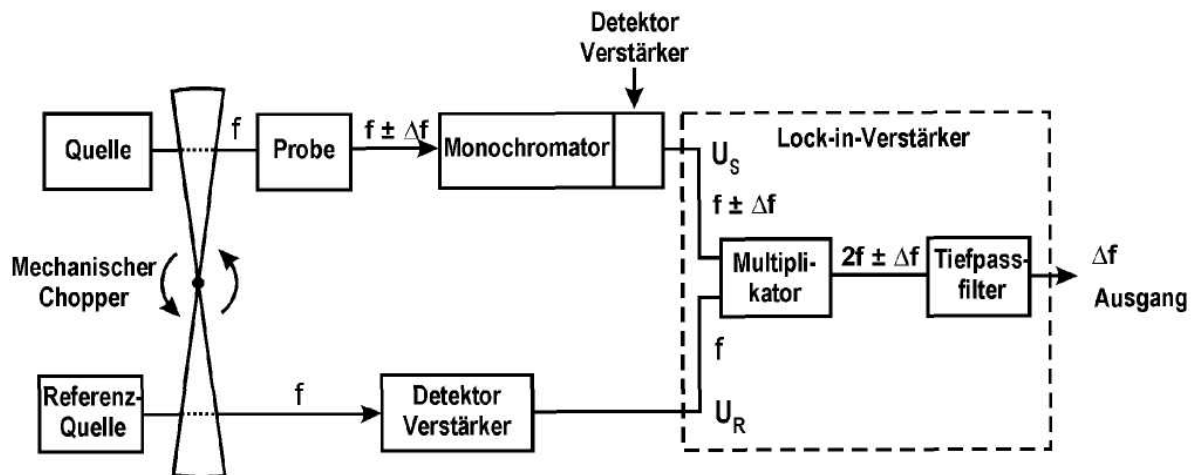 Detektor
Verstärker
Quelle
f
Probe
f ± Δf
Monochromator
Lock-in-Verstärker
U_S
f ± Δf
Mechanischer
Chopper
Multipli-
kator
2f ± Δf
Tiefpass-
filter
Δf
Ausgang
f
Referenz-
Quelle
f
Detektor
Verstärker
U_R